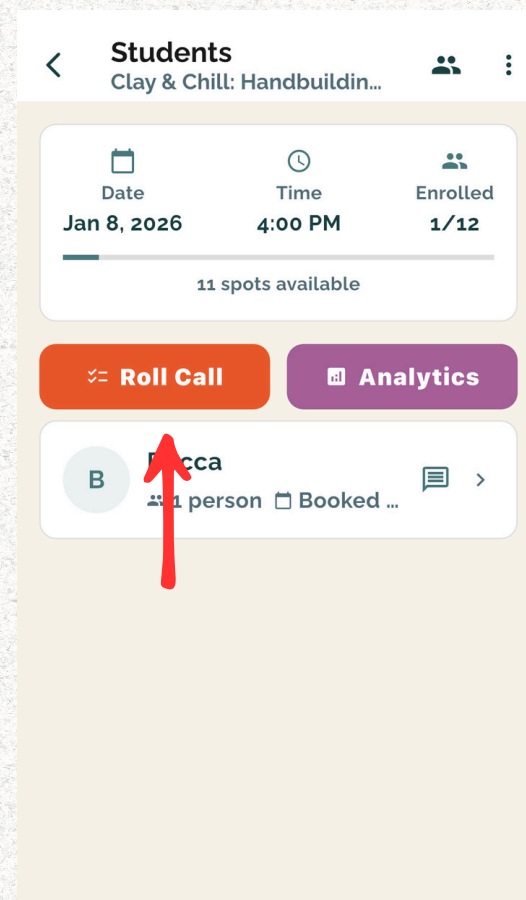 Students
Clay & Chill: Handbuildin...
Date
Time
Enrolled
Jan 8, 2026
4:00 PM
1/12
11 spots available
Roll Call
Analytics
B
cca
1 person
Booked ...